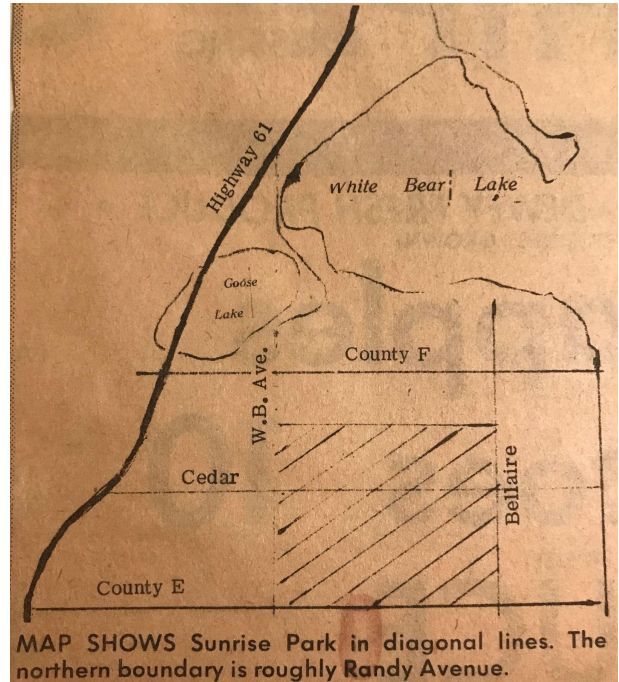 Highway 61
White Bear Lake
Goose
Lake
County F
W.B. Ave.
Cedar
Bellaire
County E
MAP SHOWS Sunrise Park in diagonal lines. The
northern boundary is roughly Randy Avenue.